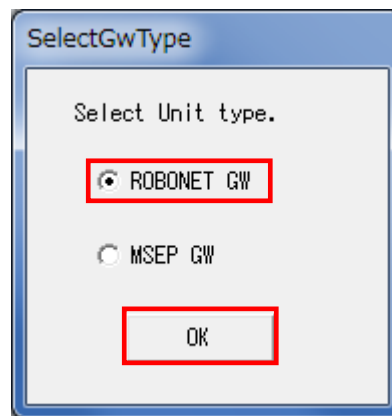 SelectGwType
Select Unit type.
ROBONET GW
MSEP GW
OK